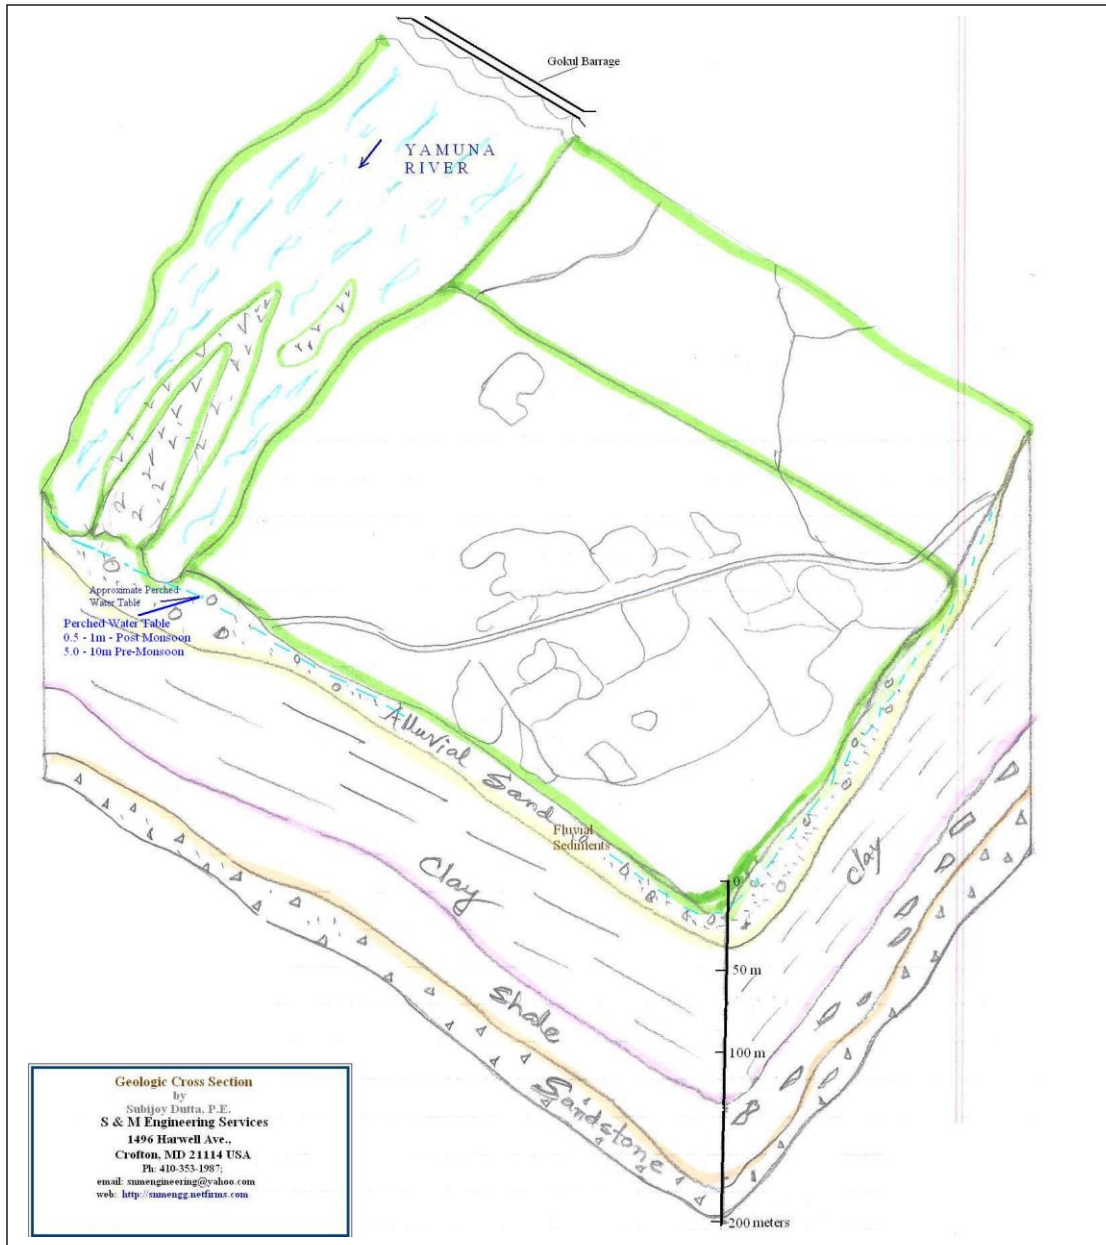 Gokul Barrage
YAMUNA
RIVER
Approximate Perched
Water Table
Perched Water Table
0.5 - 1m - Post Monsoon
5.0 - 10m Pre-Monsoon
Alluvial Sand
Fluvial
Sediments
Clay
Clay
0
50 m
Shale
100 m
Sandstone
200 meters
Geologic Cross Section
by
Subijoy Dutta, P.E.
S & M Engineering Services
1496 Harwell Ave.,
Crofton, MD 21114 USA
Ph: 410-353-1987;
email: snmengineering@yahoo.com
web: http://snmengg.netfirms.com